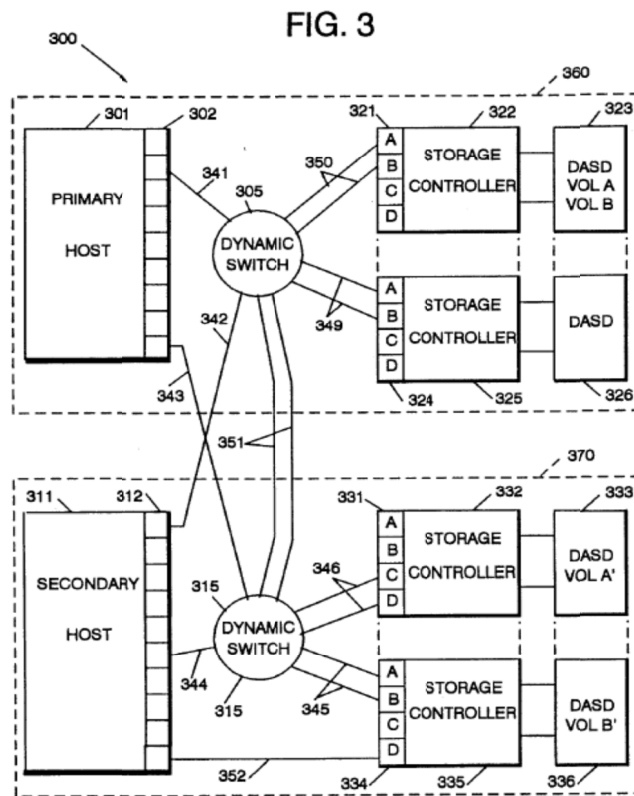 FIG. 3
300
360
301
302
321
322
323
PRIMARY
HOST
341
305
DYNAMIC
SWITCH
350
A
B
C
D
STORAGE
CONTROLLER
DASD
VOL A
VOL B
342
343
349
A
B
C
D
STORAGE
CONTROLLER
DASD
324
325
326
351
370
311
312
331
332
333
SECONDARY
HOST
315
DYNAMIC
SWITCH
315
346
A
B
C
D
STORAGE
CONTROLLER
DASD
VOL A'
344
345
A
B
C
D
STORAGE
CONTROLLER
DASD
VOL B'
352
334
335
336